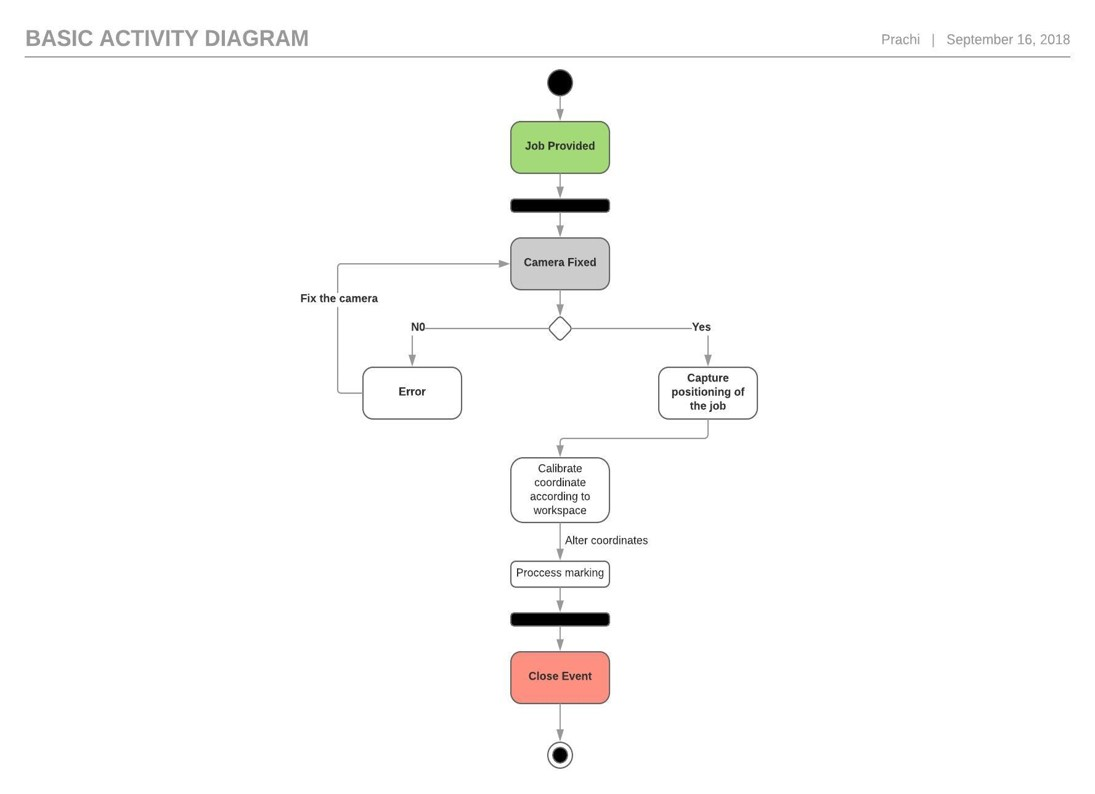 BASIC ACTIVITY DIAGRAM
Prachi | September 16, 2018
Job Provided
Camera Fixed
Fix the camera
N0
Yes
Error
Capture
positioning of
the job
Calibrate
coordinate
according to
workspace
Alter coordinates
Proccess marking
Close Event